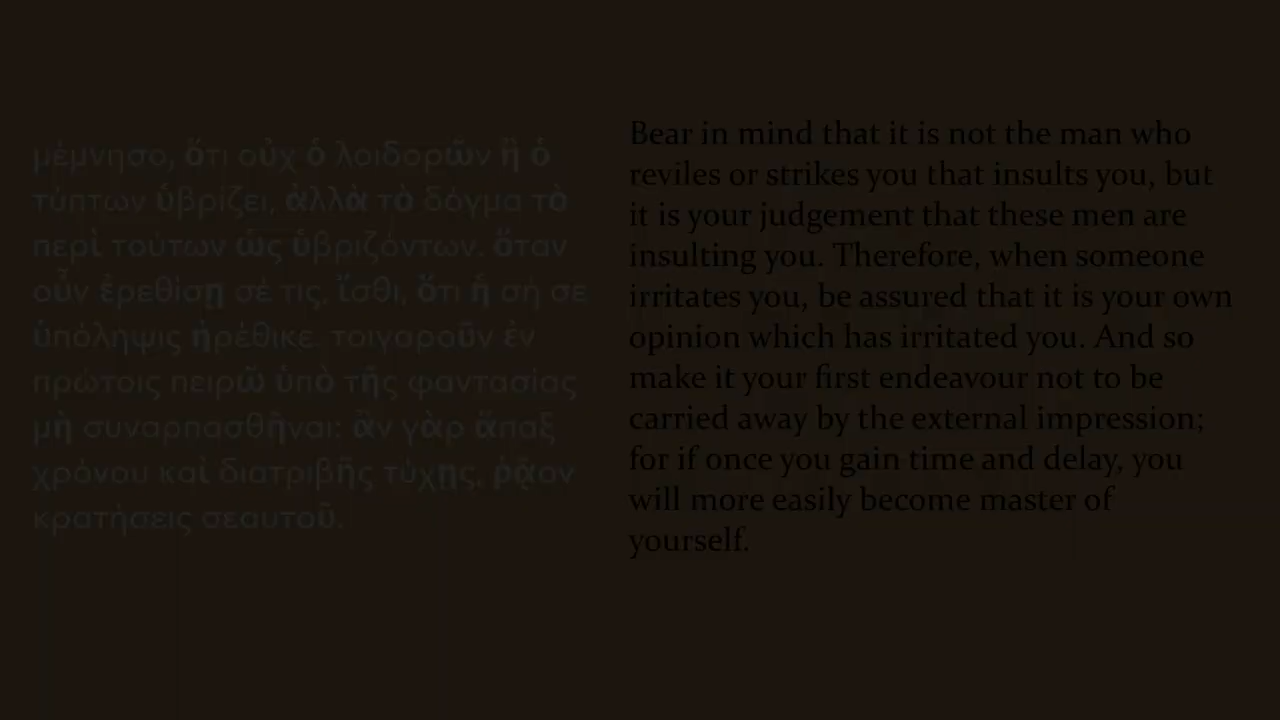 μέμνησο, ὅτι οὐχ ὁ λοιδορῶν ἢ ὁ
τύπτων ὑβρίζει, ἀλλὰ τὸ δόγμα τὸ
περὶ τούτων ὡς ὑβριζόντων. ὅταν
οὖν ἐρεθίσῃ σέ τις, ἴσθι, ὅτι ἡ σή σε
ὑπόληψις ἠρέθικε. τοιγαροῦν ἐν
πρώτοις πειρῶ ὑπὸ τῆς φαντασίας
μὴ συναρπασθῆναι: ἂν γὰρ ἅπαξ
χρόνου καὶ διατριβῆς τύχῃς, ῥᾷον
κρατήσεις σεαυτοῦ.
Bear in mind that it is not the man who
reviles or strikes you that insults you, but
it is your judgement that these men are
insulting you. Therefore, when someone
irritates you, be assured that it is your own
opinion which has irritated you. And so
make it your first endeavour not to be
carried away by the external impression;
for if once you gain time and delay, you
will more easily become master of
yourself.